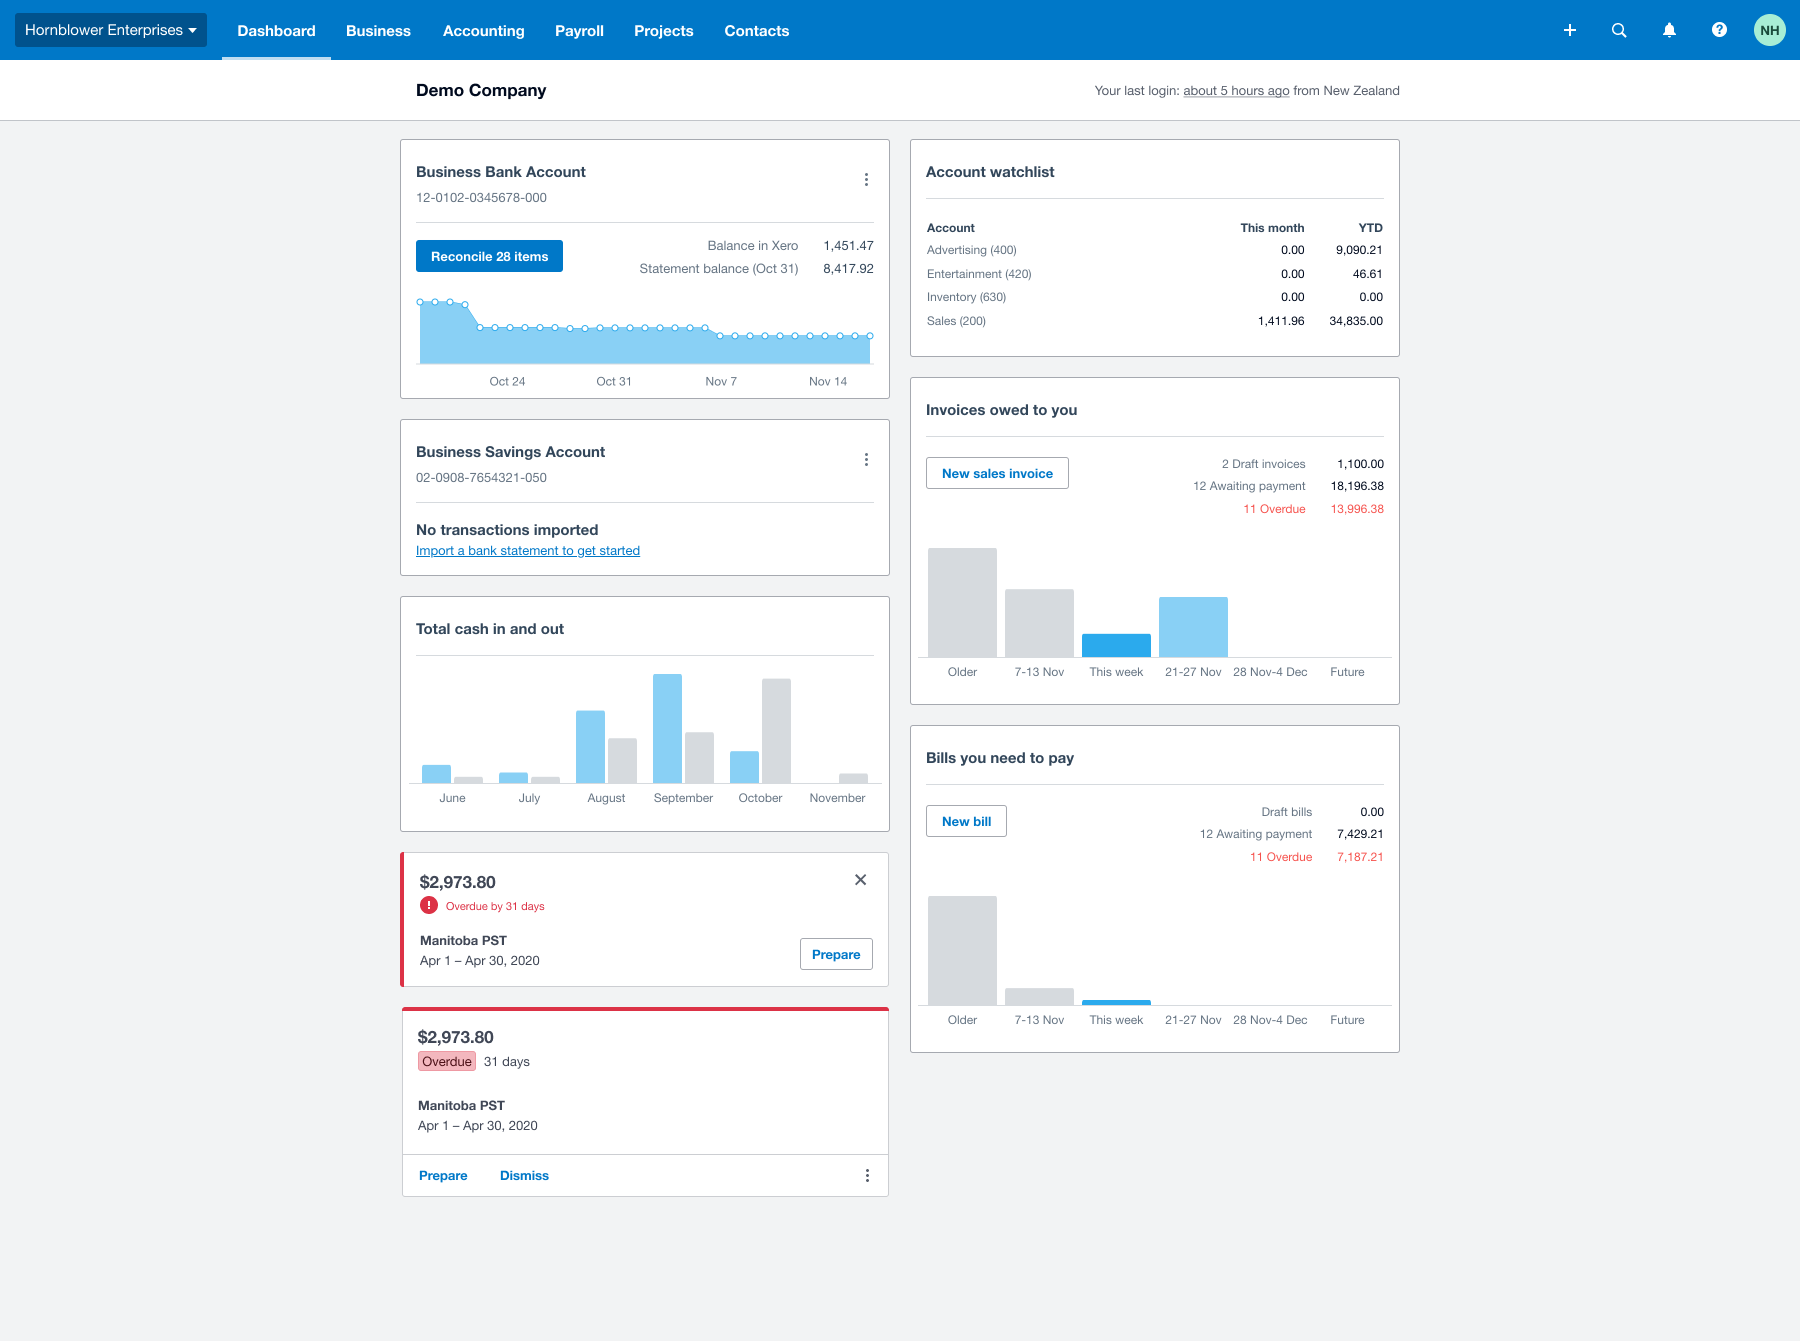 Hornblower Enterprises
Dashboard
Business
Accounting
Payroll
Projects
Contacts
NH
Demo Company
Your last login: about 5 hours ago from New Zealand
Business Bank Account
12-0102-0345678-000
Reconcile 28 items
Balance in Xero 1,451.47
Statement balance (Oct 31) 8,417.92
Oct 24 Oct 31 Nov 7 Nov 14
Business Savings Account
02-0908-7654321-050
No transactions imported
Import a bank statement to get started
Total cash in and out
June July August September October November
$2,973.80
! Overdue by 31 days
Manitoba PST
Apr 1 – Apr 30, 2020
Prepare
$2,973.80
Overdue 31 days
Manitoba PST
Apr 1 – Apr 30, 2020
Prepare Dismiss
Account watchlist
Account This month YTD
Advertising (400) 0.00 9,090.21
Entertainment (420) 0.00 46.61
Inventory (630) 0.00 0.00
Sales (200) 1,411.96 34,835.00
Invoices owed to you
New sales invoice
2 Draft invoices 1,100.00
12 Awaiting payment 18,196.38
11 Overdue 13,996.38
Older 7-13 Nov This week 21-27 Nov 28 Nov-4 Dec Future
Bills you need to pay
New bill
Draft bills 0.00
12 Awaiting payment 7,429.21
11 Overdue 7,187.21
Older 7-13 Nov This week 21-27 Nov 28 Nov-4 Dec Future